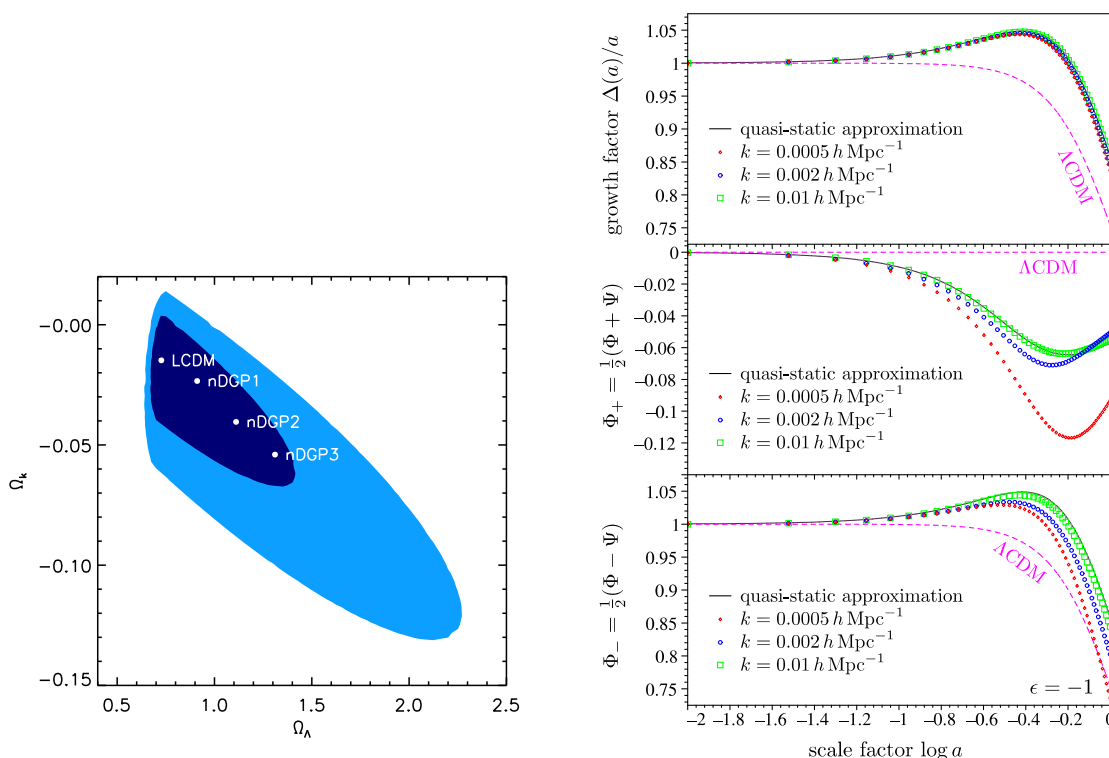 −0.00
−0.05
−0.10
−0.15
Ωk
LCDM
nDGP1
nDGP2
nDGP3
0.5 1.0 1.5 2.0 2.5
ΩΛ
growth factor Δ(a)/a
1.05
1
0.95
0.9
0.85
0.8
0.75
quasi-static approximation
k = 0.0005 h Mpc⁻¹
k = 0.002 h Mpc⁻¹
k = 0.01 h Mpc⁻¹
ΛCDM
Φ₊ = ½(Φ + Ψ)
0
−0.02
−0.04
−0.06
−0.08
−0.1
−0.12
ΛCDM
quasi-static approximation
k = 0.0005 h Mpc⁻¹
k = 0.002 h Mpc⁻¹
k = 0.01 h Mpc⁻¹
Φ₋ = ½(Φ − Ψ)
1.05
1
0.95
0.9
0.85
0.8
0.75
ΛCDM
quasi-static approximation
k = 0.0005 h Mpc⁻¹
k = 0.002 h Mpc⁻¹
k = 0.01 h Mpc⁻¹
ϵ = −1
−2 −1.8 −1.6 −1.4 −1.2 −1 −0.8 −0.6 −0.4 −0.2 0
scale factor log a